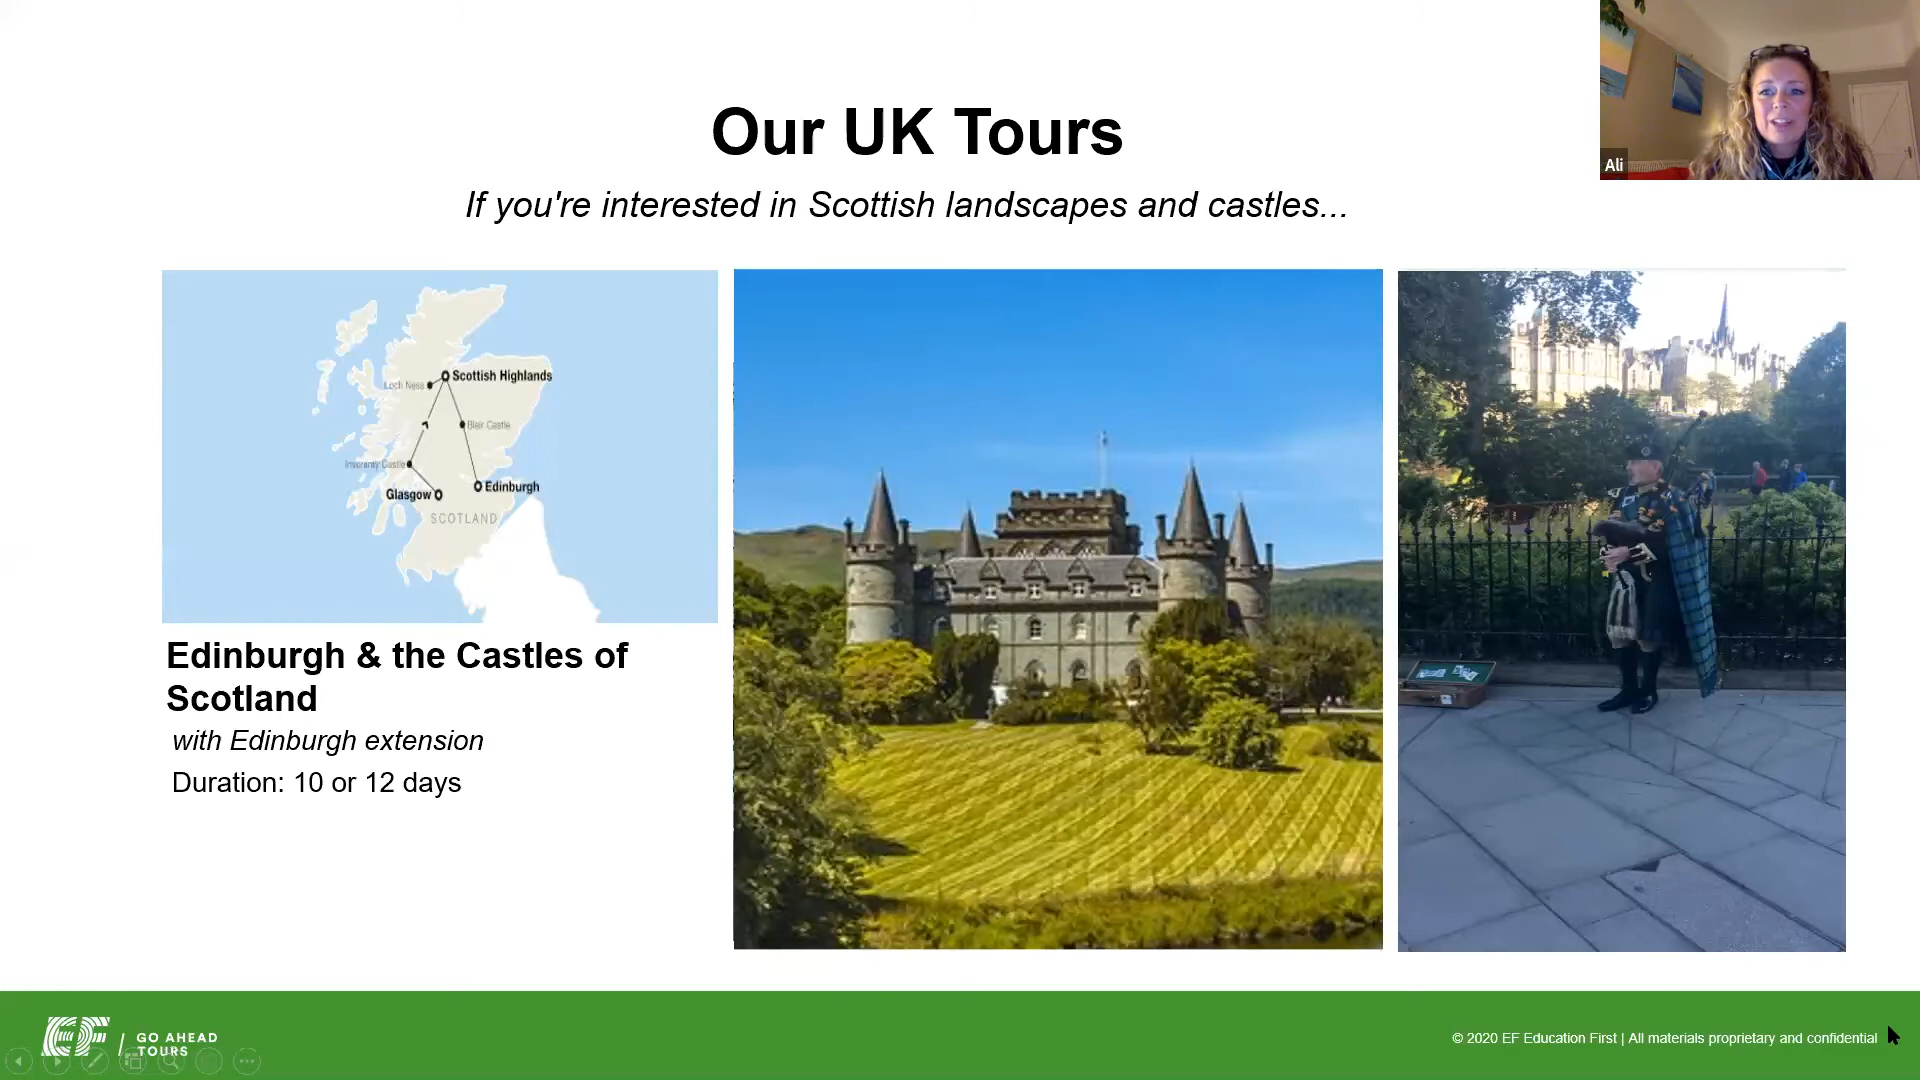 Our UK Tours
If you're interested in Scottish landscapes and castles...
Ali
Loch Ness
Scottish Highlands
Blair Castle
Inveraray Castle
Glasgow
Edinburgh
SCOTLAND
Edinburgh & the Castles of
Scotland
with Edinburgh extension
Duration: 10 or 12 days
EF / GO AHEAD
TOURS
© 2020 EF Education First | All materials proprietary and confidential